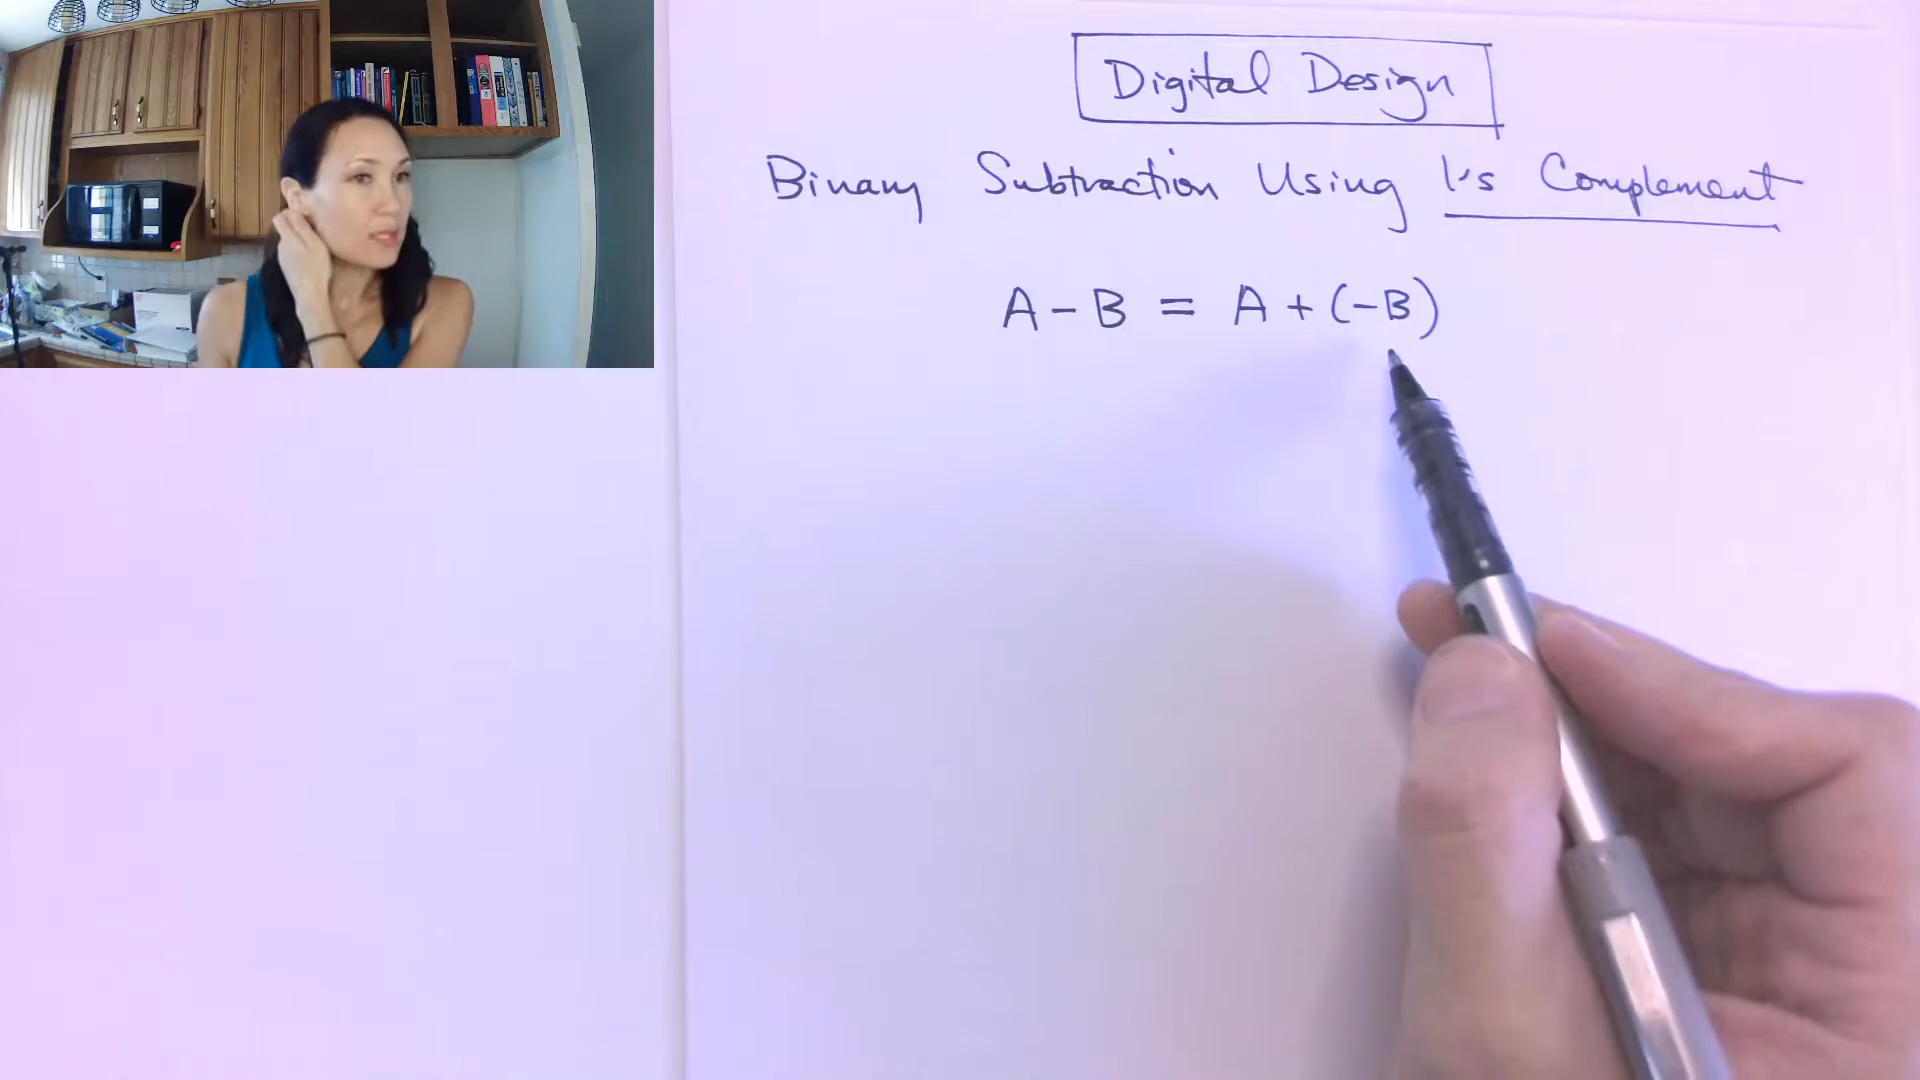 Digital Design
Binary Subtraction Using 1's Complement
A - B = A + (-B)